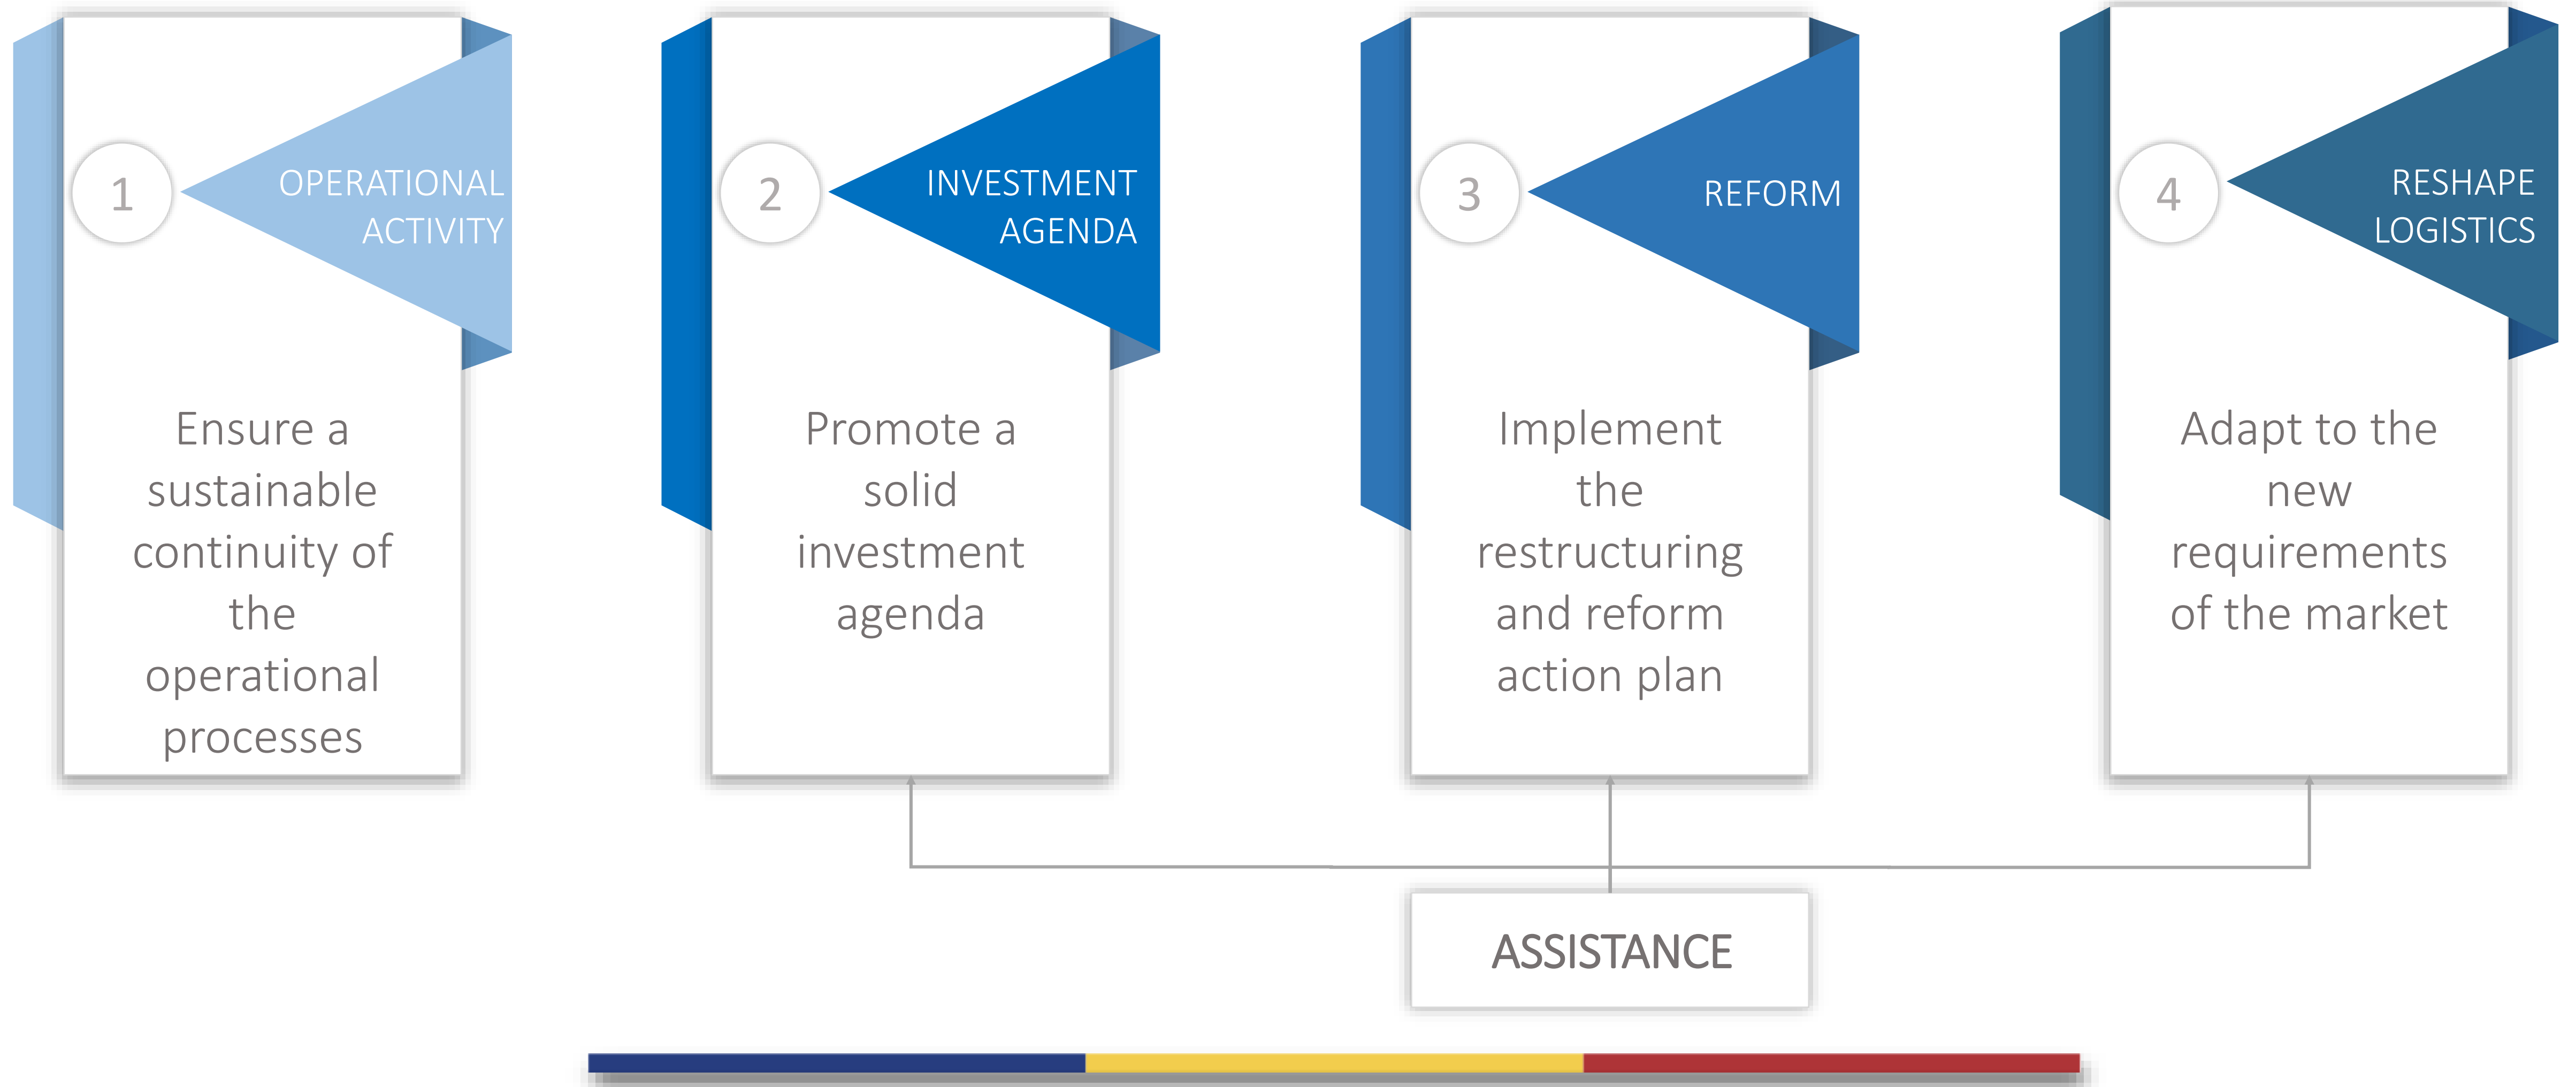 1
OPERATIONAL
ACTIVITY
Ensure a
sustainable
continuity of
the
operational
processes
2
INVESTMENT
AGENDA
Promote a
solid
investment
agenda
3
REFORM
Implement
the
restructuring
and reform
action plan
4
RESHAPE
LOGISTICS
Adapt to the
new
requirements
of the market
ASSISTANCE